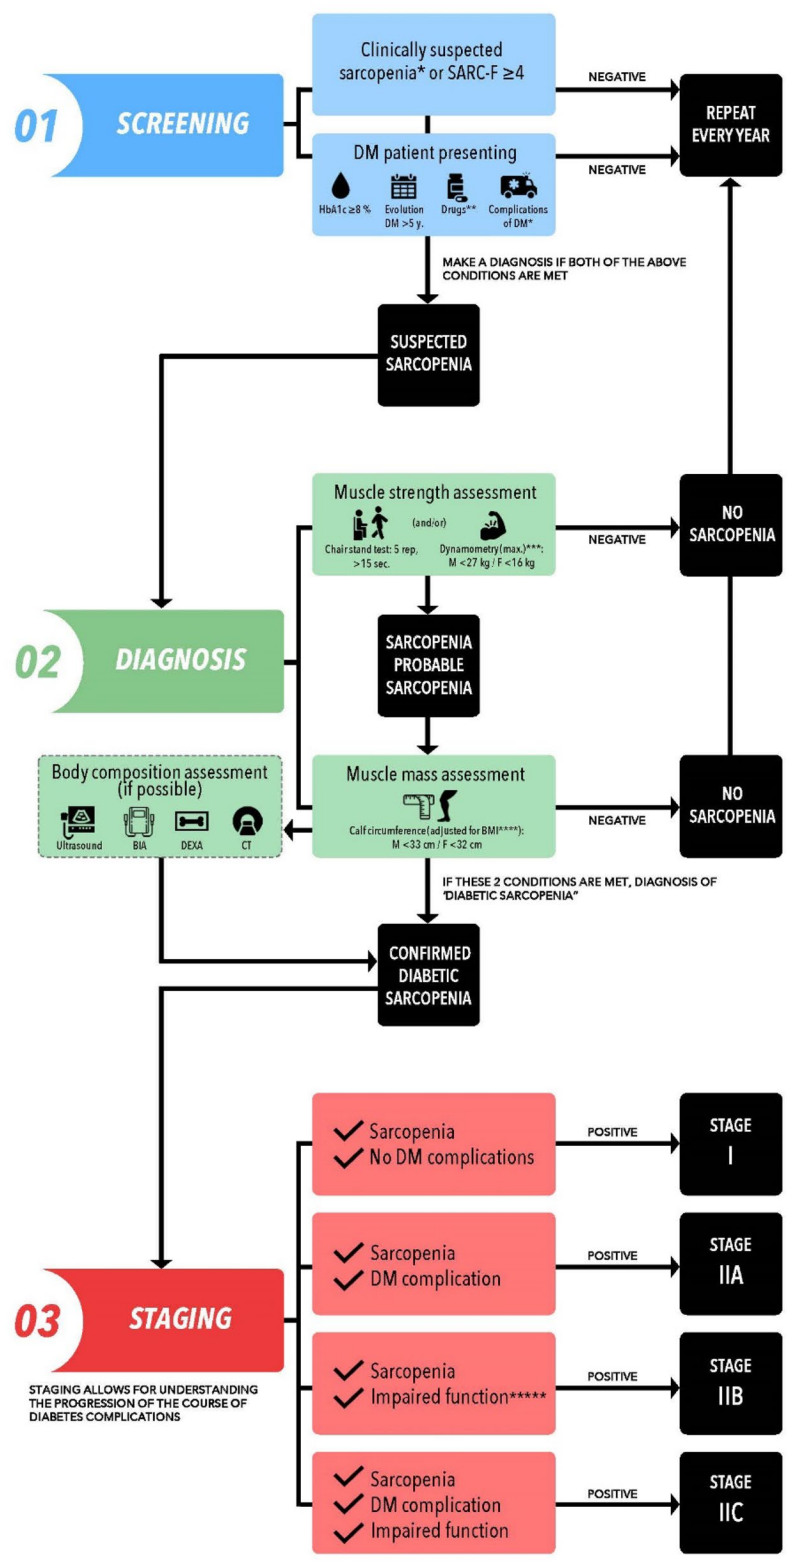 01
SCREENING
Clinically suspected
sarcopenia* or SARC-F ≥4
NEGATIVE
REPEAT
EVERY YEAR
DM patient presenting
HbA1c ≥8 %
Evolution
DM >5 y.
Drugs**
Complications
of DM*
NEGATIVE
MAKE A DIAGNOSIS IF BOTH OF THE ABOVE
CONDITIONS ARE MET
SUSPECTED
SARCOPENIA
02
DIAGNOSIS
Muscle strength assessment
(and/or)
Chair stand test: 5 rep,
>15 sec.
Dynamometry (max.)***:
M <27 kg / F <16 kg
NEGATIVE
NO
SARCOPENIA
SARCOPENIA
PROBABLE
SARCOPENIA
Muscle mass assessment
Calf circumference (adjusted for BMI****):
M <33 cm / F <32 cm
NEGATIVE
NO
SARCOPENIA
Body composition assessment
(if possible)
Ultrasound
BIA
DEXA
CT
IF THESE 2 CONDITIONS ARE MET, DIAGNOSIS OF
'DIABETIC SARCOPENIA"
CONFIRMED
DIABETIC
SARCOPENIA
03
STAGING
STAGING ALLOWS FOR UNDERSTANDING
THE PROGRESSION OF THE COURSE OF
DIABETES COMPLICATIONS
Sarcopenia
No DM complications
POSITIVE
STAGE
I
Sarcopenia
DM complication
POSITIVE
STAGE
IIA
Sarcopenia
Impaired function*****
POSITIVE
STAGE
IIB
Sarcopenia
DM complication
Impaired function
POSITIVE
STAGE
IIC